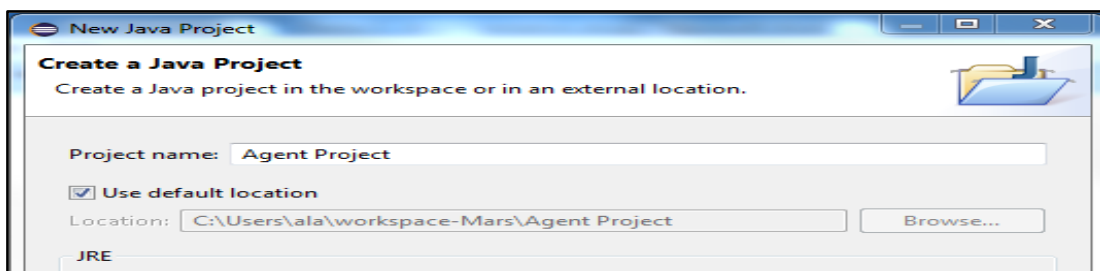 New Java Project
Create a Java Project
Create a Java project in the workspace or in an external location.
Project name: Agent Project
Use default location
Location: C:\Users\ala\workspace-Mars\Agent Project Browse...
JRE